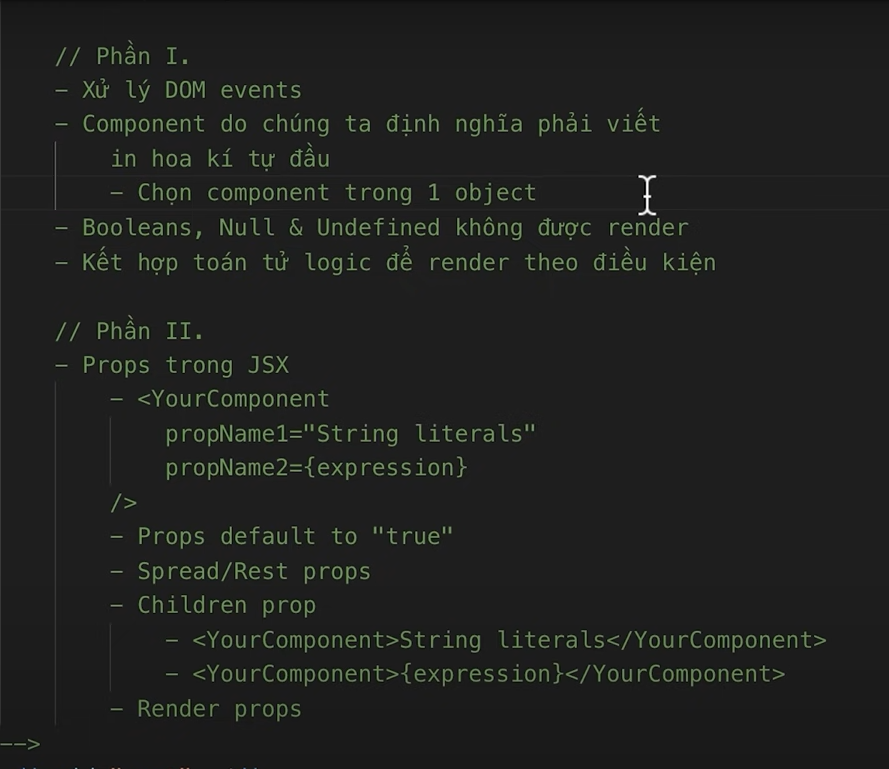 // Phần I.
- Xử lý DOM events
- Component do chúng ta định nghĩa phải viết
in hoa kí tự đầu
- Chọn component trong 1 object
- Booleans, Null & Undefined không được render
- Kết hợp toán tử logic để render theo điều kiện
// Phần II.
- Props trong JSX
- <YourComponent
propName1="String literals"
propName2={expression}
/>
- Props default to "true"
- Spread/Rest props
- Children prop
- <YourComponent>String literals</YourComponent>
- <YourComponent>{expression}</YourComponent>
- Render props
-->